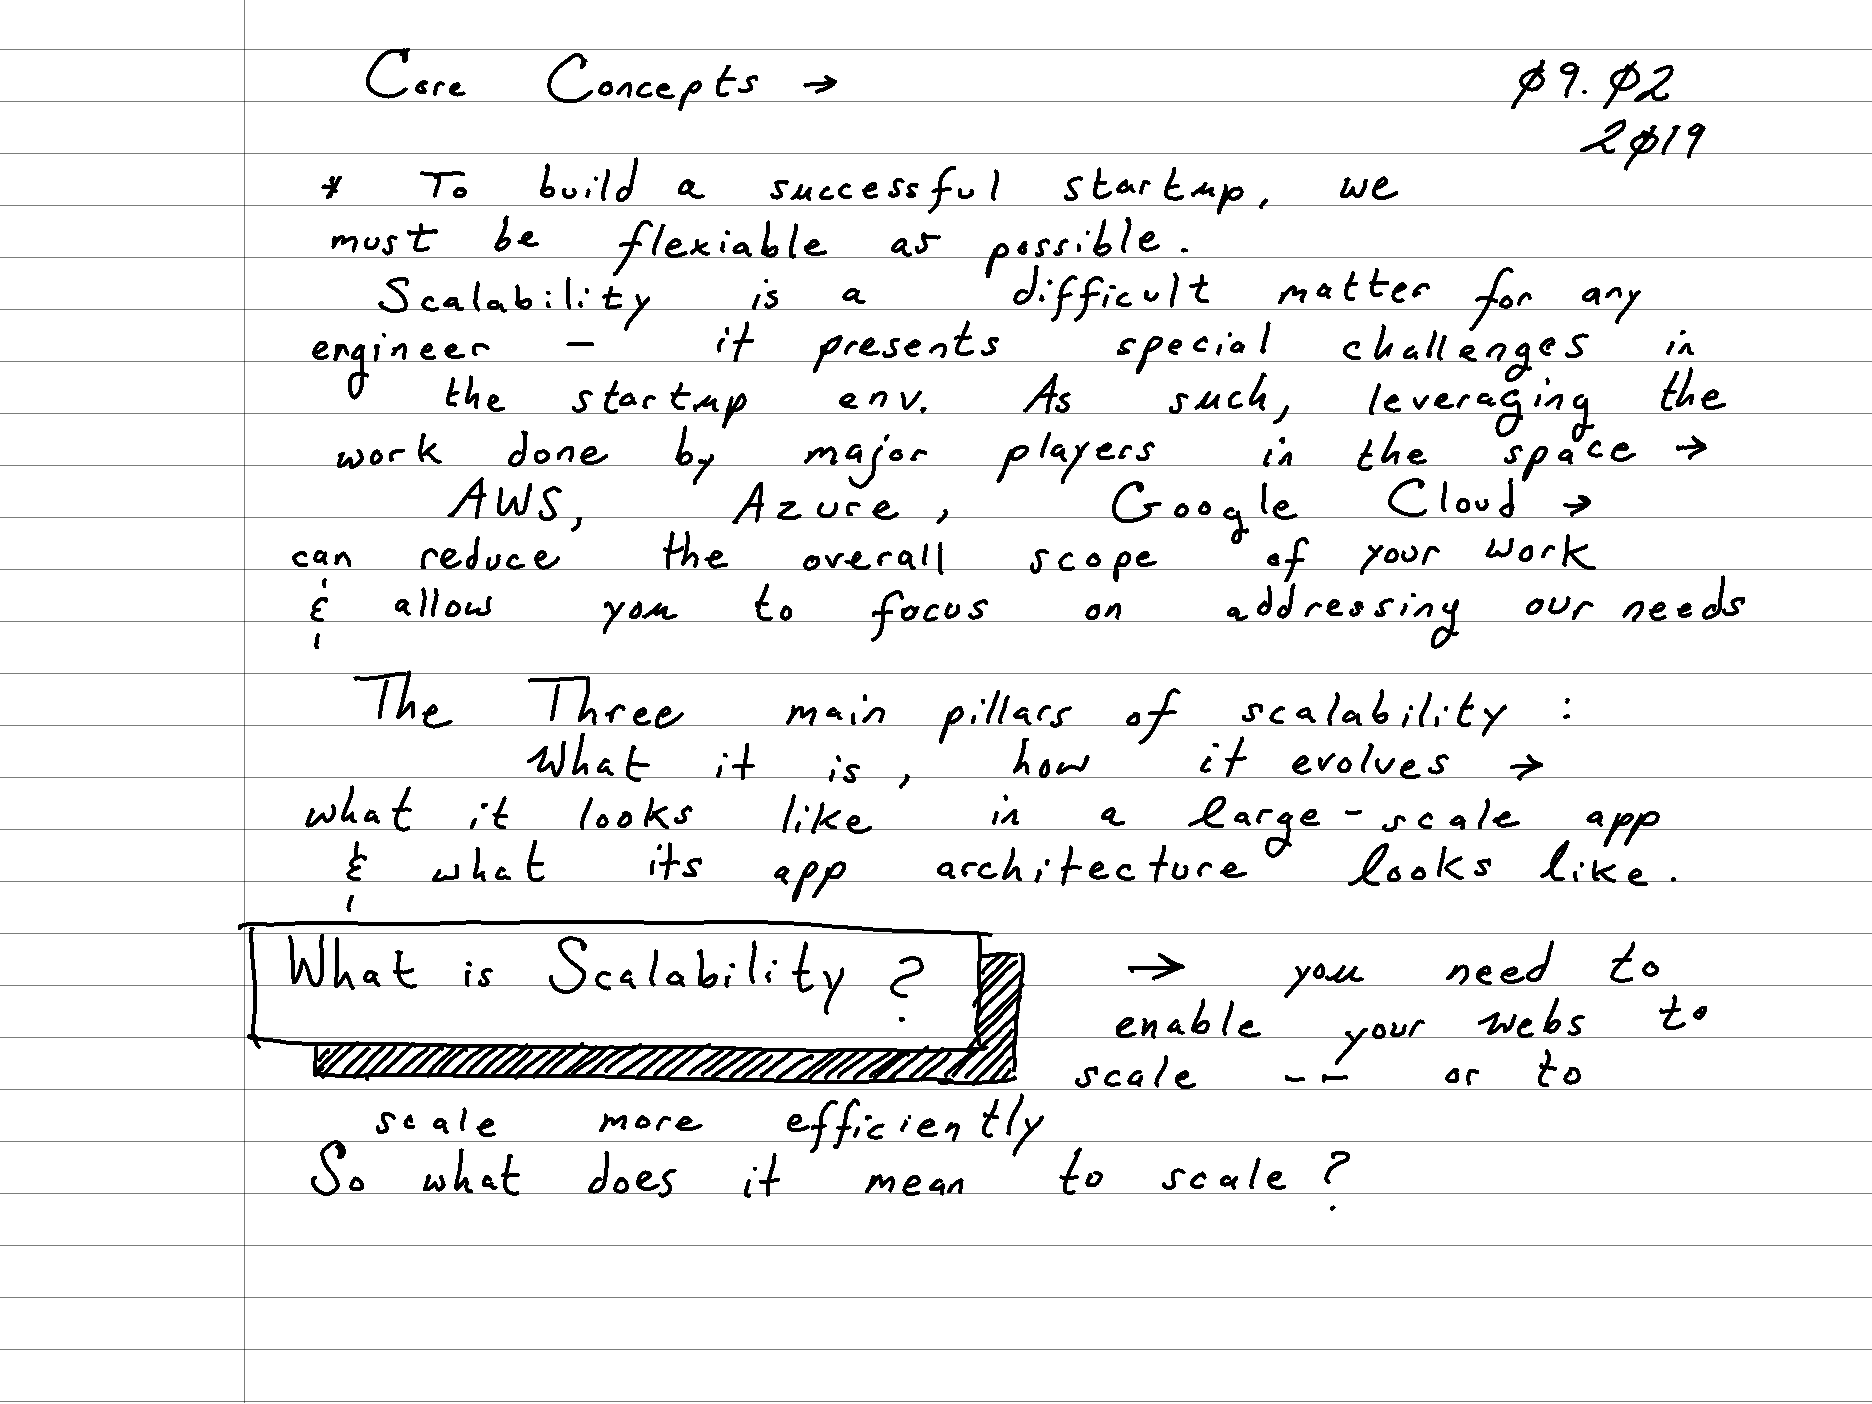 Core Concepts → Ø9.Ø2
2Ø19
* To build a successful startup, we
must be flexiable as possible.
Scalability is a difficult matter for any
engineer – it presents special challenges in
the startup env. As such, leveraging the
work done by major players in the space →
AWS, Azure, Google Cloud →
can reduce the overall scope of your work
& allow you to focus on addressing our needs
The Three main pillars of scalability :
What it is, how it evolves →
what it looks like in a large-scale app
& what its app architecture looks like.
What is Scalability ? → you need to
enable your webs to
scale -- or to
scale more efficiently
So what does it mean to scale ?